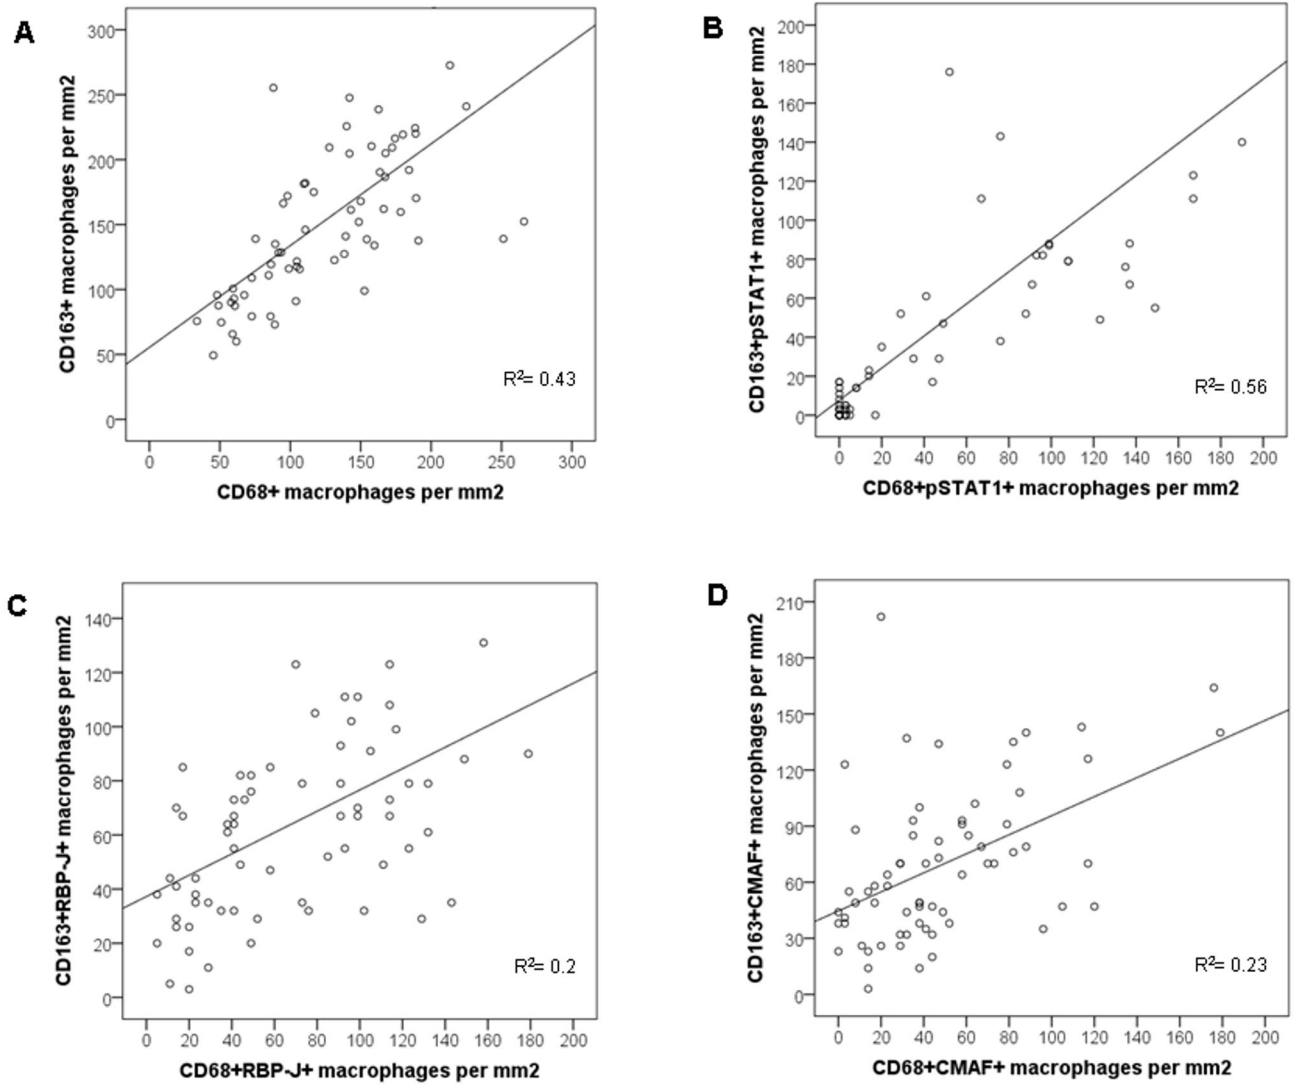 A
CD163+ macrophages per mm2
300
250
200
150
100
50
0
R²= 0.43
0 50 100 150 200 250 300
CD68+ macrophages per mm2
B
CD163+pSTAT1+ macrophages per mm2
200
180
160
140
120
100
80
60
40
20
0
R²= 0.56
0 20 40 60 80 100 120 140 160 180 200
CD68+pSTAT1+ macrophages per mm2
C
CD163+RBP-J+ macrophages per mm2
140
120
100
80
60
40
20
0
R²= 0.2
0 20 40 60 80 100 120 140 160 180 200
CD68+RBP-J+ macrophages per mm2
D
CD163+CMAF+ macrophages per mm2
210
180
150
120
90
60
30
0
R²= 0.23
0 20 40 60 80 100 120 140 160 180 200
CD68+CMAF+ macrophages per mm2